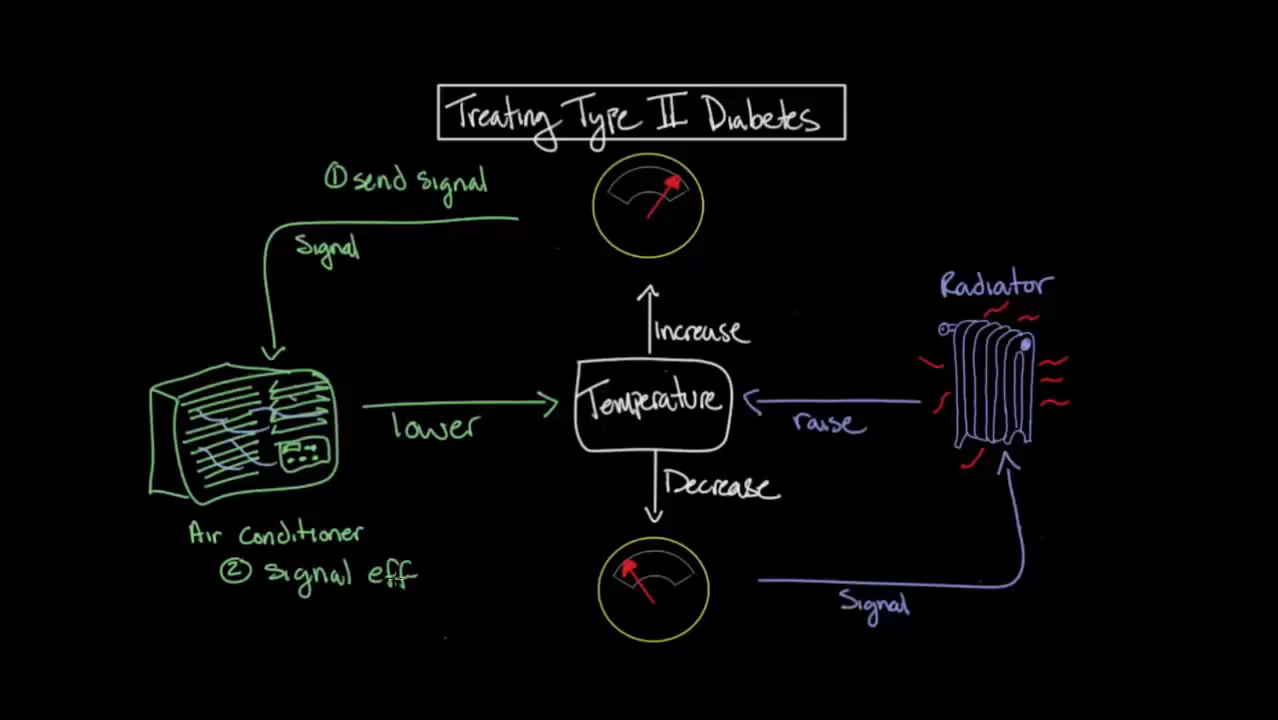 Treating Type II Diabetes
① send signal
Signal
Radiator
Increase
Temperature
lower
raise
Decrease
Air conditioner
② signal eff
Signal